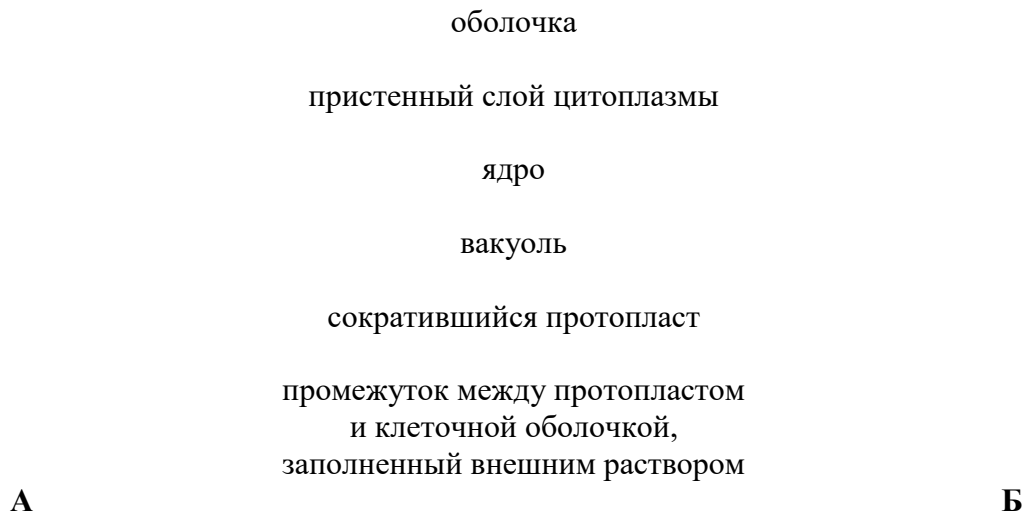 оболочка
пристенный слой цитоплазмы
ядро
вакуоль
сократившийся протопласт
промежуток между протопластом
и клеточной оболочкой,
заполненный внешним раствором
А Б